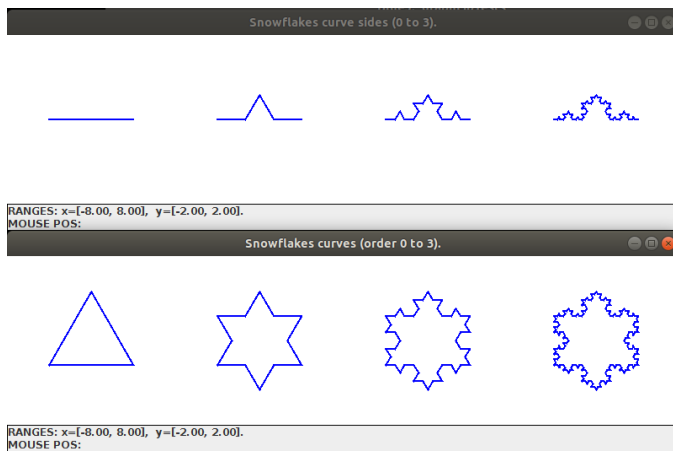 Snowflakes curve sides (0 to 3).
RANGES: x=[-8.00, 8.00], y=[-2.00, 2.00].
MOUSE POS:
Snowflakes curves (order 0 to 3).
RANGES: x=[-8.00, 8.00], y=[-2.00, 2.00].
MOUSE POS: